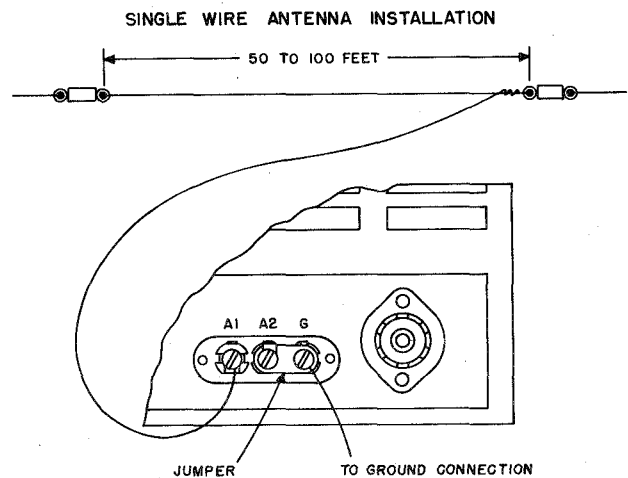 SINGLE WIRE ANTENNA INSTALLATION
50 TO 100 FEET
A1 A2 G
JUMPER
TO GROUND CONNECTION